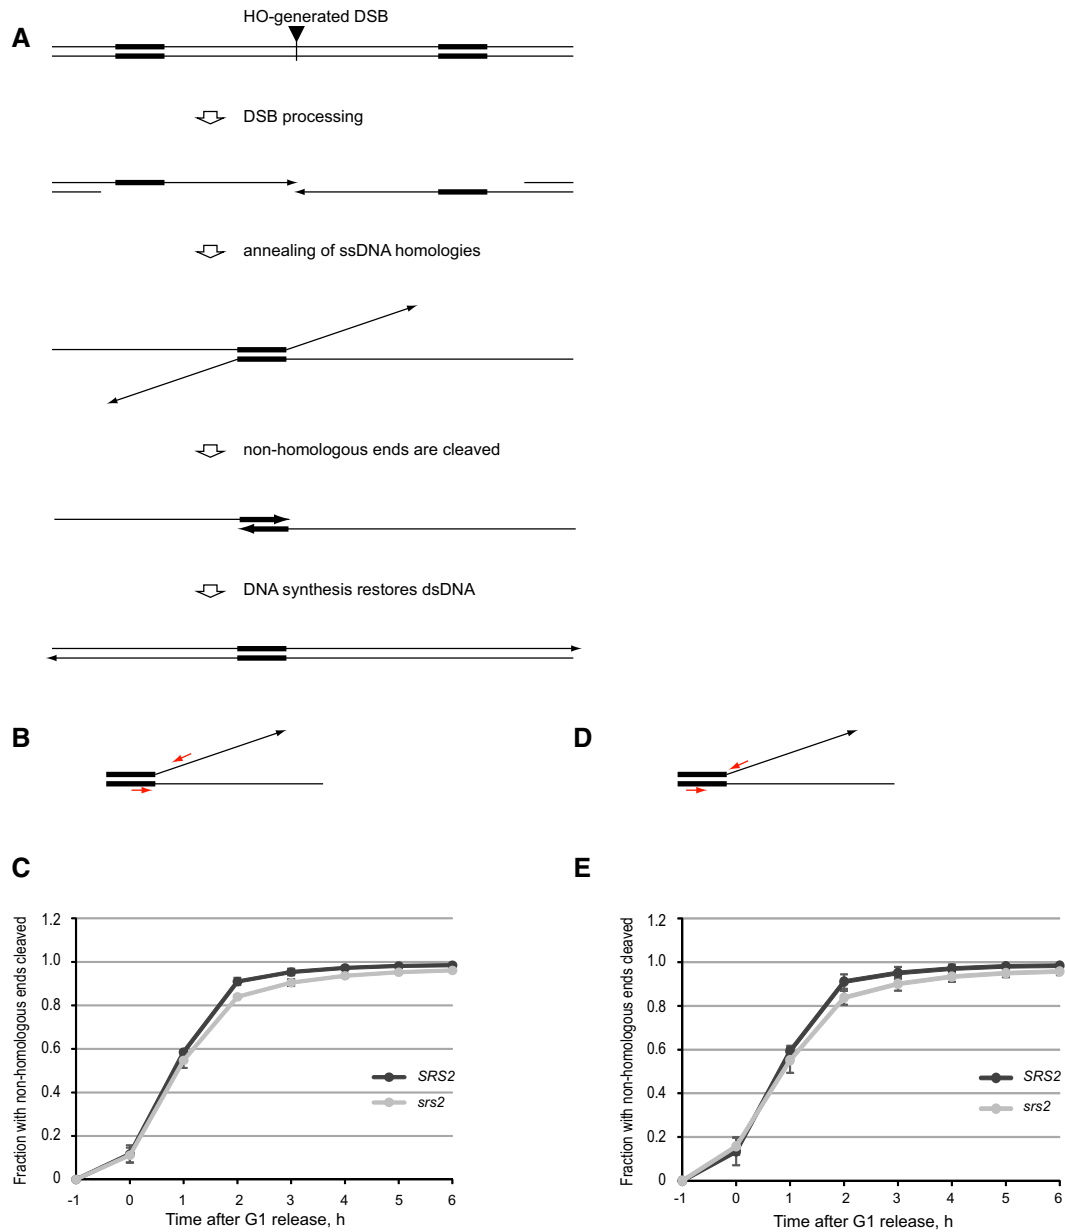 A
HO-generated DSB
DSB processing
annealing of ssDNA homologies
non-homologous ends are cleaved
DNA synthesis restores dsDNA
B
D
C
Fraction with non-homologous ends cleaved
1.2
1.0
0.8
0.6
0.4
0.2
0
SRS2
srs2
-1 0 1 2 3 4 5 6
Time after G1 release, h
E
Fraction with non-homologous ends cleaved
1.2
1.0
0.8
0.6
0.4
0.2
0
SRS2
srs2
-1 0 1 2 3 4 5 6
Time after G1 release, h